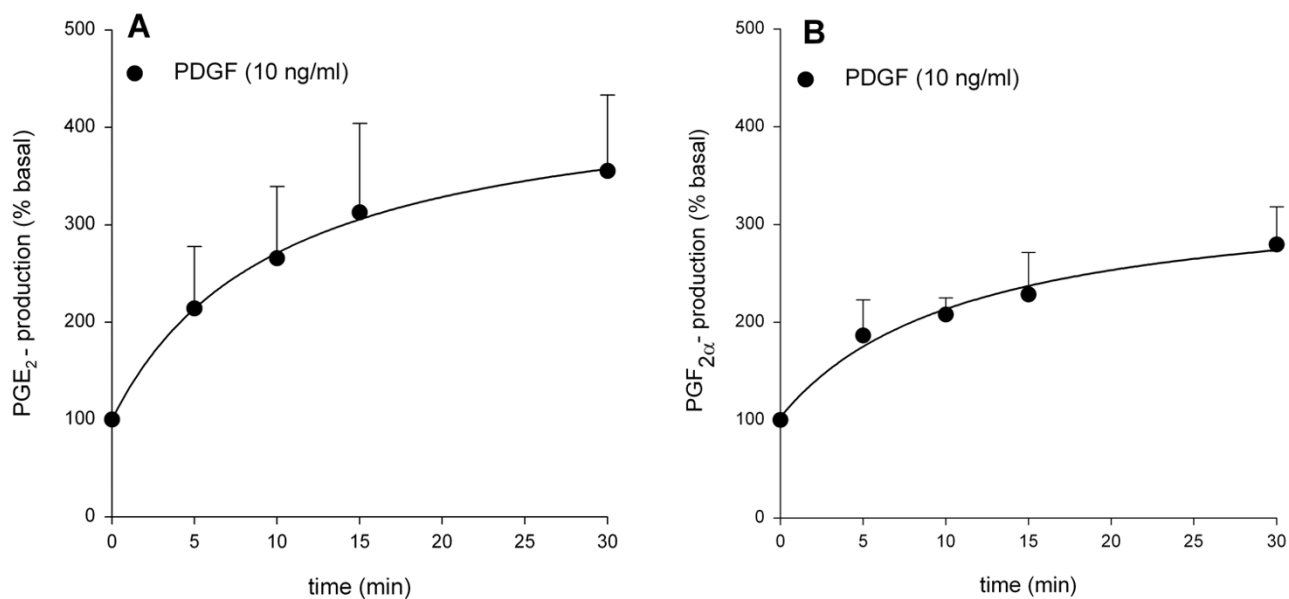 A
PDGF (10 ng/ml)
PGE₂ - production (% basal)
500
400
300
200
100
0
0 5 10 15 20 25 30
time (min)
B
PDGF (10 ng/ml)
PGF₂α- production (% basal)
500
400
300
200
100
0
0 5 10 15 20 25 30
time (min)